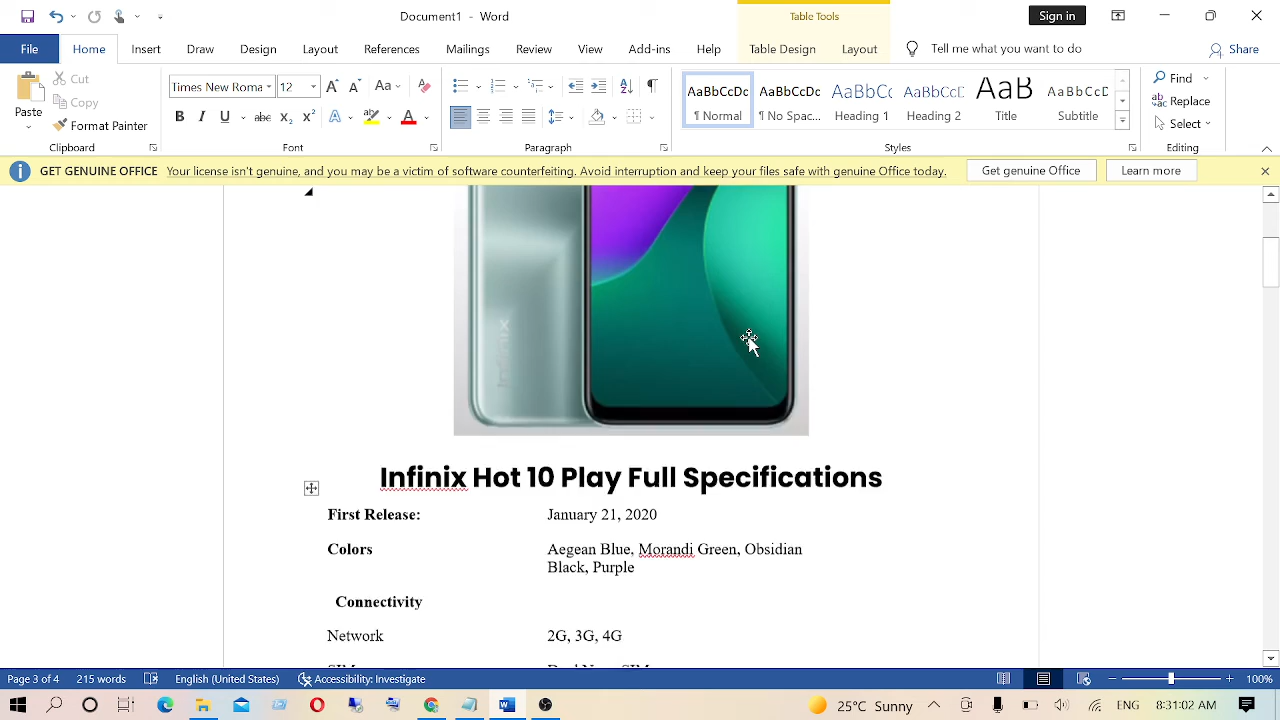 Document1 - Word
Table Tools
Sign in
File
Home
Insert
Draw
Design
Layout
References
Mailings
Review
View
Add-ins
Help
Table Design
Layout
Tell me what you want to do
Share
Paste
Cut
Copy
Format Painter
Times New Roma
12
Aa
AaBbCcDc
¶ Normal
AaBbCcDc
¶ No Spac...
AaBbCc
Heading 1
AaBbCcC
Heading 2
AaB
Title
AaBbCcD
Subtitle
Find
Replace
Select
Clipboard
Font
Paragraph
Styles
Editing
GET GENUINE OFFICE Your license isn't genuine, and you may be a victim of software counterfeiting. Avoid interruption and keep your files safe with genuine Office today.
Get genuine Office
Learn more
Infinix
Infinix Hot 10 Play Full Specifications
First Release: January 21, 2020
Colors Aegean Blue, Morandi Green, Obsidian
Black, Purple
Connectivity
Network 2G, 3G, 4G
Page 3 of 4
215 words
English (United States)
Accessibility: Investigate
100%
25°C Sunny
ENG
8:31:02 AM